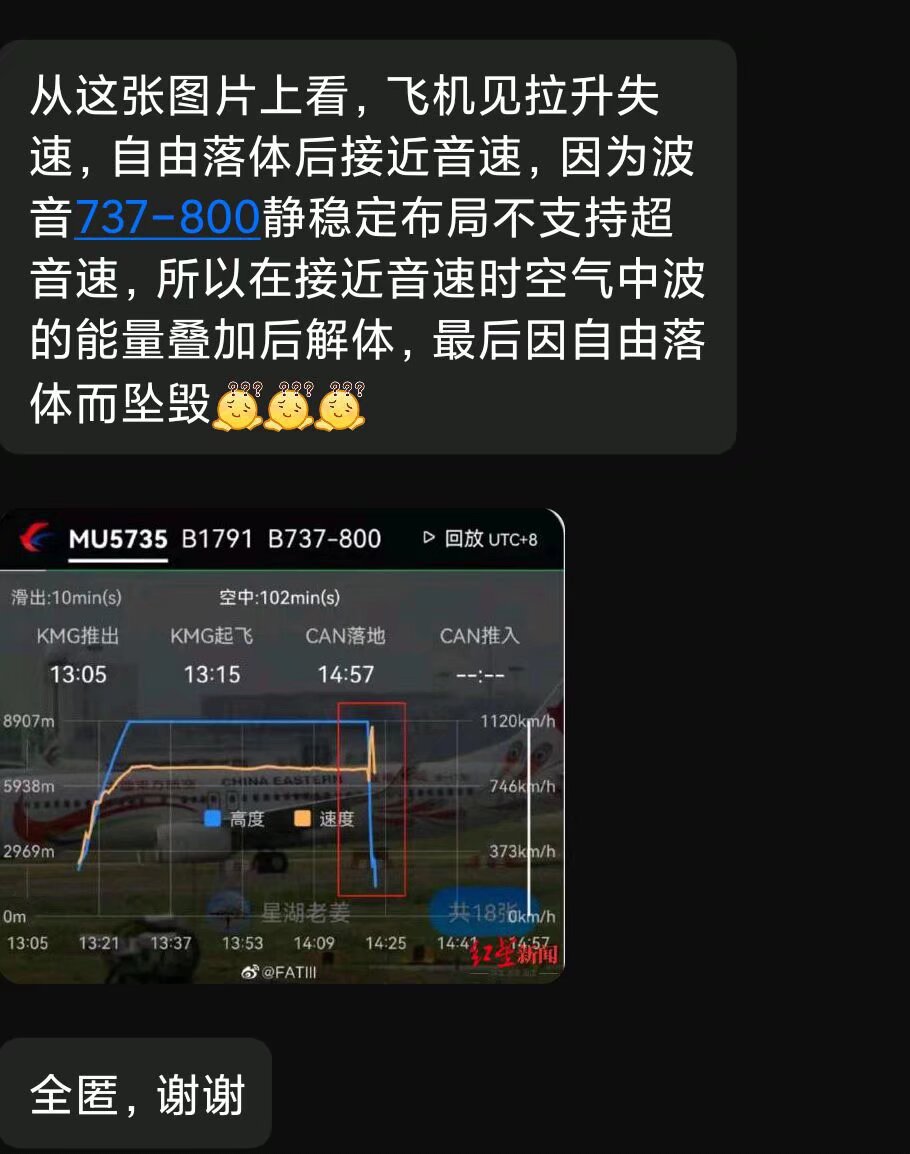 从这张图片上看，飞机见拉升失
速，自由落体后接近音速，因为波
音737-800静稳定布局不支持超
音速，所以在接近音速时空气中波
的能量叠加后解体，最后因自由落
体而坠毁
MU5735 B1791 B737-800 回放 UTC+8
滑出:10min(s) 空中:102min(s)
KMG推出 KMG起飞 CAN落地 CAN推入
13:05 13:15 14:57 --:--
8907m 1120km/h
5938m 746km/h
CHINA EASTERN
高度 速度
2969m 373km/h
星湖老姜 共18张
0m 0km/h
13:05 13:21 13:37 13:53 14:09 14:25 14:41 14:57
红星新闻
@FATIII
全匿，谢谢